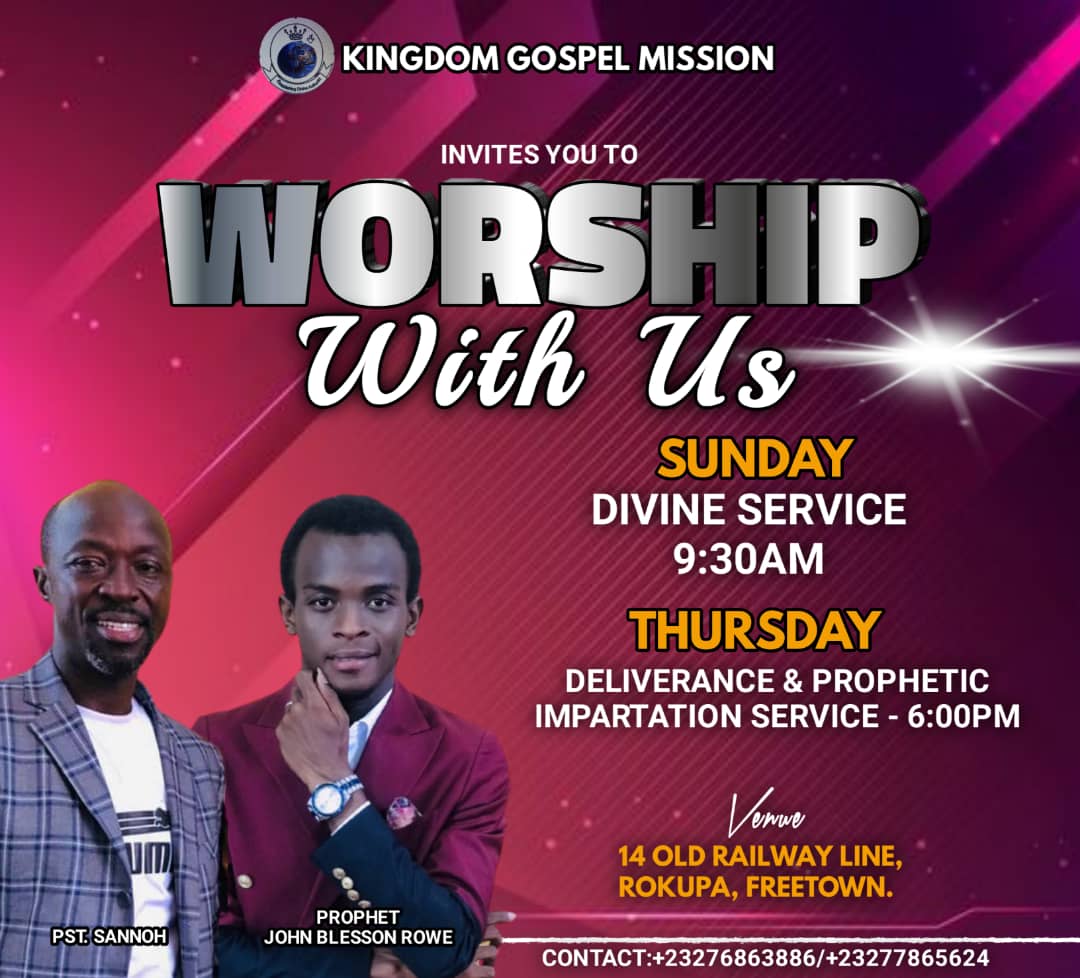 KINGDOM GOSPEL MISSION
INVITES YOU TO
WORSHIP
With Us
SUNDAY
DIVINE SERVICE
9:30AM
THURSDAY
DELIVERANCE & PROPHETIC
IMPARTATION SERVICE - 6:00PM
Venue
14 OLD RAILWAY LINE,
ROKUPA, FREETOWN.
UM
PST. SANNOH
PROPHET
JOHN BLESSON ROWE
CONTACT:+23276863886/+23277865624